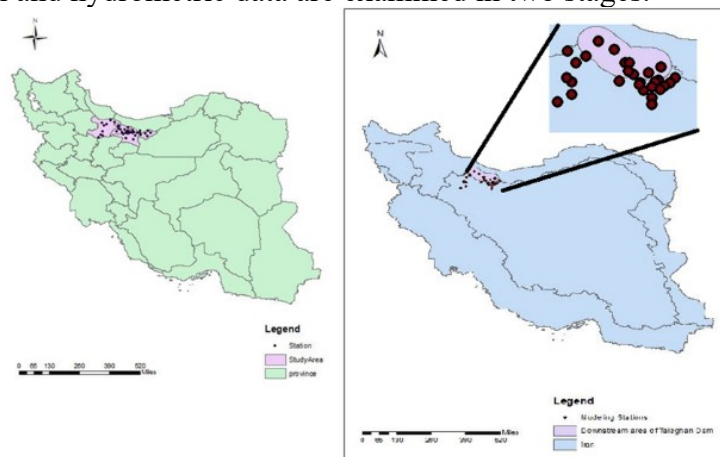 and hydrometric data are examined in two stages.
N
Legend
Station
StudyArea
province
0 65 130 260 390 520
Miles
N
Legend
Modeling Stations
Downstream area of Taleghan Dam
Iran
0 65 130 260 390 520
Miles